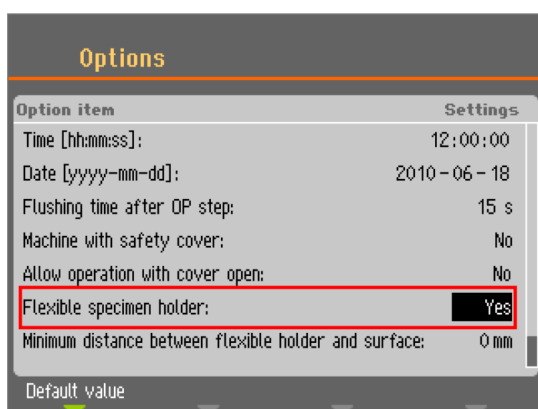 Options
Option item Settings
Time [hh:mm:ss]: 12:00:00
Date [yyyy-mm-dd]: 2010-06-18
Flushing time after OP step: 15 s
Machine with safety cover: No
Allow operation with cover open: No
Flexible specimen holder: Yes
Minimum distance between flexible holder and surface: 0 mm
Default value